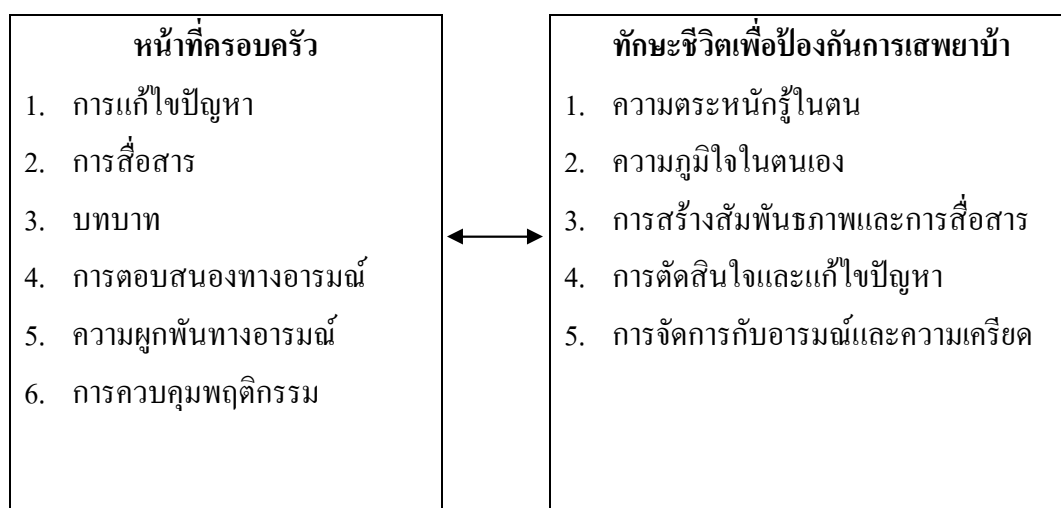 หน้าที่ครอบครัว
1. การแก้ไขปัญหา
2. การสื่อสาร
3. บทบาท
4. การตอบสนองทางอารมณ์
5. ความผูกพันทางอารมณ์
6. การควบคุมพฤติกรรม
ทักษะชีวิตเพื่อป้องกันการเสพยาบ้า
1. ความตระหนักรู้ในตน
2. ความภูมิใจในตนเอง
3. การสร้างสัมพันธภาพและการสื่อสาร
4. การตัดสินใจและแก้ไขปัญหา
5. การจัดการกับอารมณ์และความเครียด